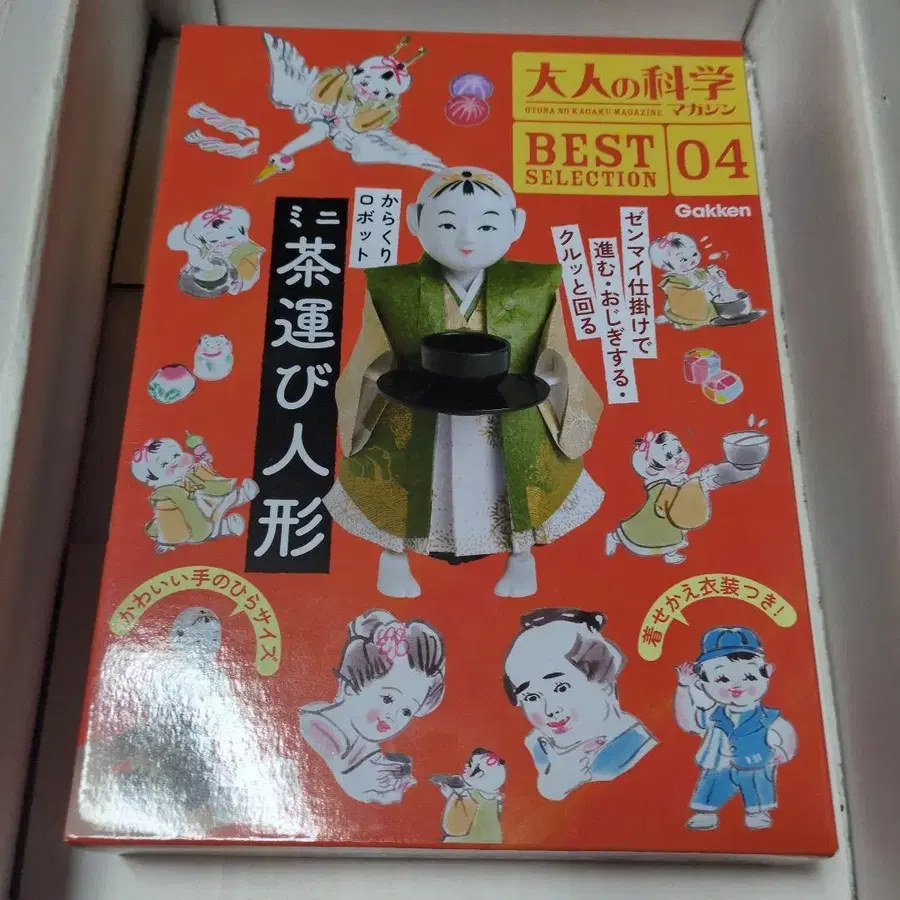 大人の科学
OTONA NO KAGAKU MAGAZINE
マガジン
BEST
SELECTION
04
Gakken
からくり
ロボット
ミニ
茶運び人形
ゼンマイ仕掛けで
進む・おじぎする・
クルッと回る
かわいい手のひらサイズ
着せかえ衣装つき!